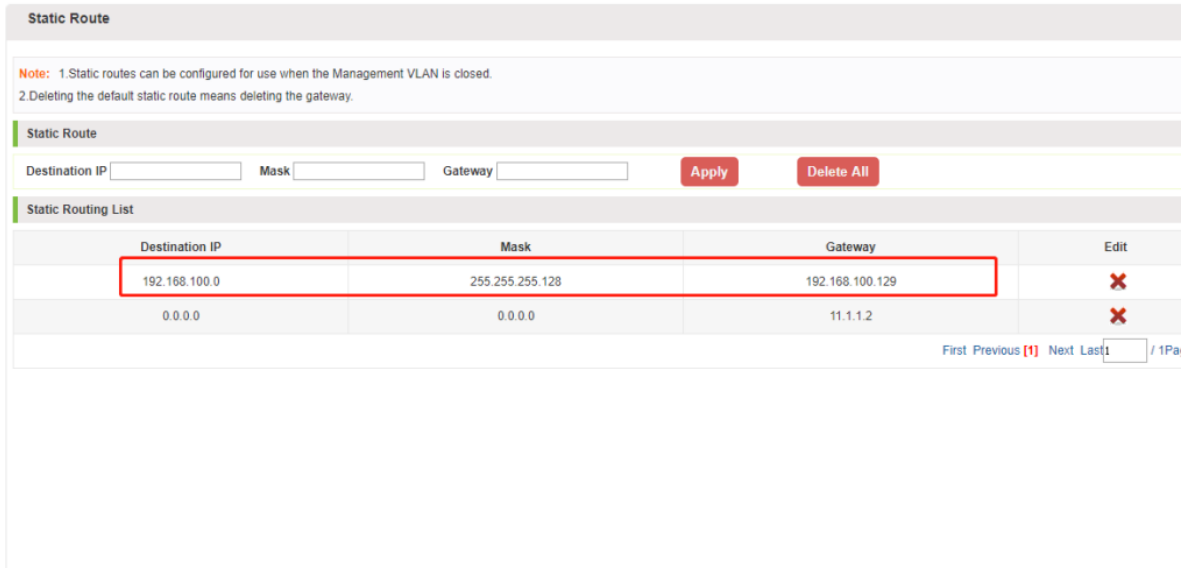 Static Route
Note: 1.Static routes can be configured for use when the Management VLAN is closed.
2.Deleting the default static route means deleting the gateway.
Static Route
Destination IP Mask Gateway Apply Delete All
Static Routing List
Destination IP Mask Gateway Edit
192.168.100.0 255.255.255.128 192.168.100.129
0.0.0.0 0.0.0.0 11.1.1.2
First Previous [1] Next Last 1 / 1Pa